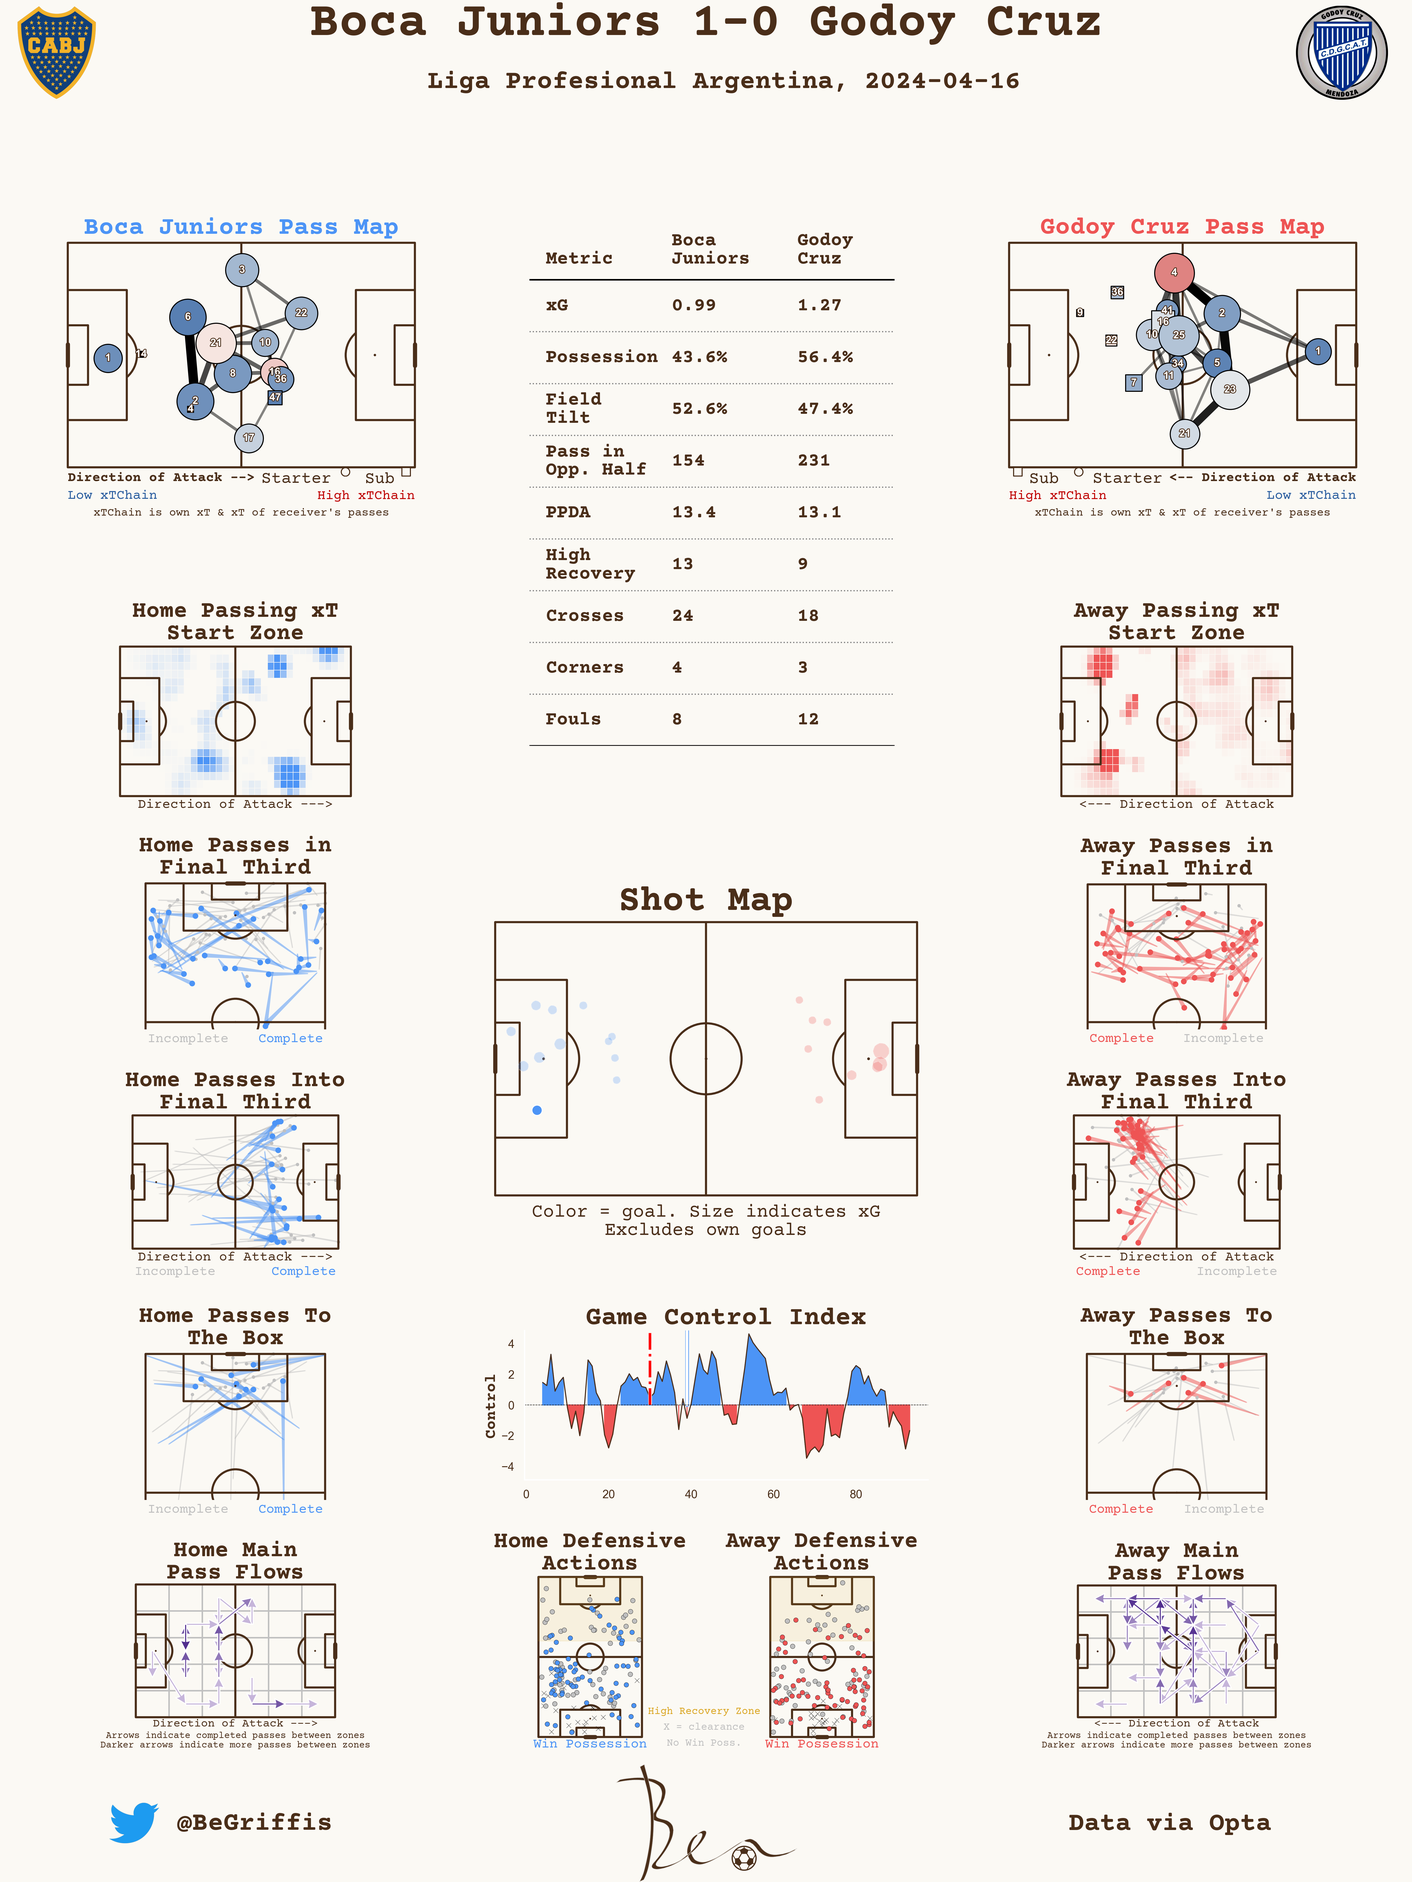 Boca Juniors 1-0 Godoy Cruz
Liga Profesional Argentina, 2024-04-16
CABJ
GODOY CRUZ
C.D.G.C.A.T.
MENDOZA
Boca Juniors Pass Map
3
6
22
21
10
1
14
8
16
36
2
4
47
17
Direction of Attack --> Starter Sub
Low xTChain High xTChain
xTChain is own xT & xT of receiver's passes
Metric Boca Juniors Godoy Cruz
xG 0.99 1.27
Possession 43.6% 56.4%
Field Tilt 52.6% 47.4%
Pass in Opp. Half 154 231
PPDA 13.4 13.1
High Recovery 13 9
Crosses 24 18
Corners 4 3
Fouls 8 12
Godoy Cruz Pass Map
4
36
9
41
2
16
22
10
25
1
34
5
11
7
23
21
Sub Starter <-- Direction of Attack
High xTChain Low xTChain
xTChain is own xT & xT of receiver's passes
Home Passing xT
Start Zone
Direction of Attack --->
Away Passing xT
Start Zone
<--- Direction of Attack
Home Passes in
Final Third
Incomplete Complete
Away Passes in
Final Third
Complete Incomplete
Shot Map
Color = goal. Size indicates xG
Excludes own goals
Home Passes Into
Final Third
Direction of Attack --->
Incomplete Complete
Away Passes Into
Final Third
<--- Direction of Attack
Complete Incomplete
Home Passes To
The Box
Incomplete Complete
Game Control Index
Control
4
2
0
−2
−4
0 20 40 60 80
Away Passes To
The Box
Complete Incomplete
Home Main
Pass Flows
Direction of Attack --->
Arrows indicate completed passes between zones
Darker arrows indicate more passes between zones
Home Defensive
Actions
Win Possession
High Recovery Zone
X = clearance
No Win Poss.
Away Defensive
Actions
Win Possession
Away Main
Pass Flows
<--- Direction of Attack
Arrows indicate completed passes between zones
Darker arrows indicate more passes between zones
@BeGriffis
Ben
Data via Opta